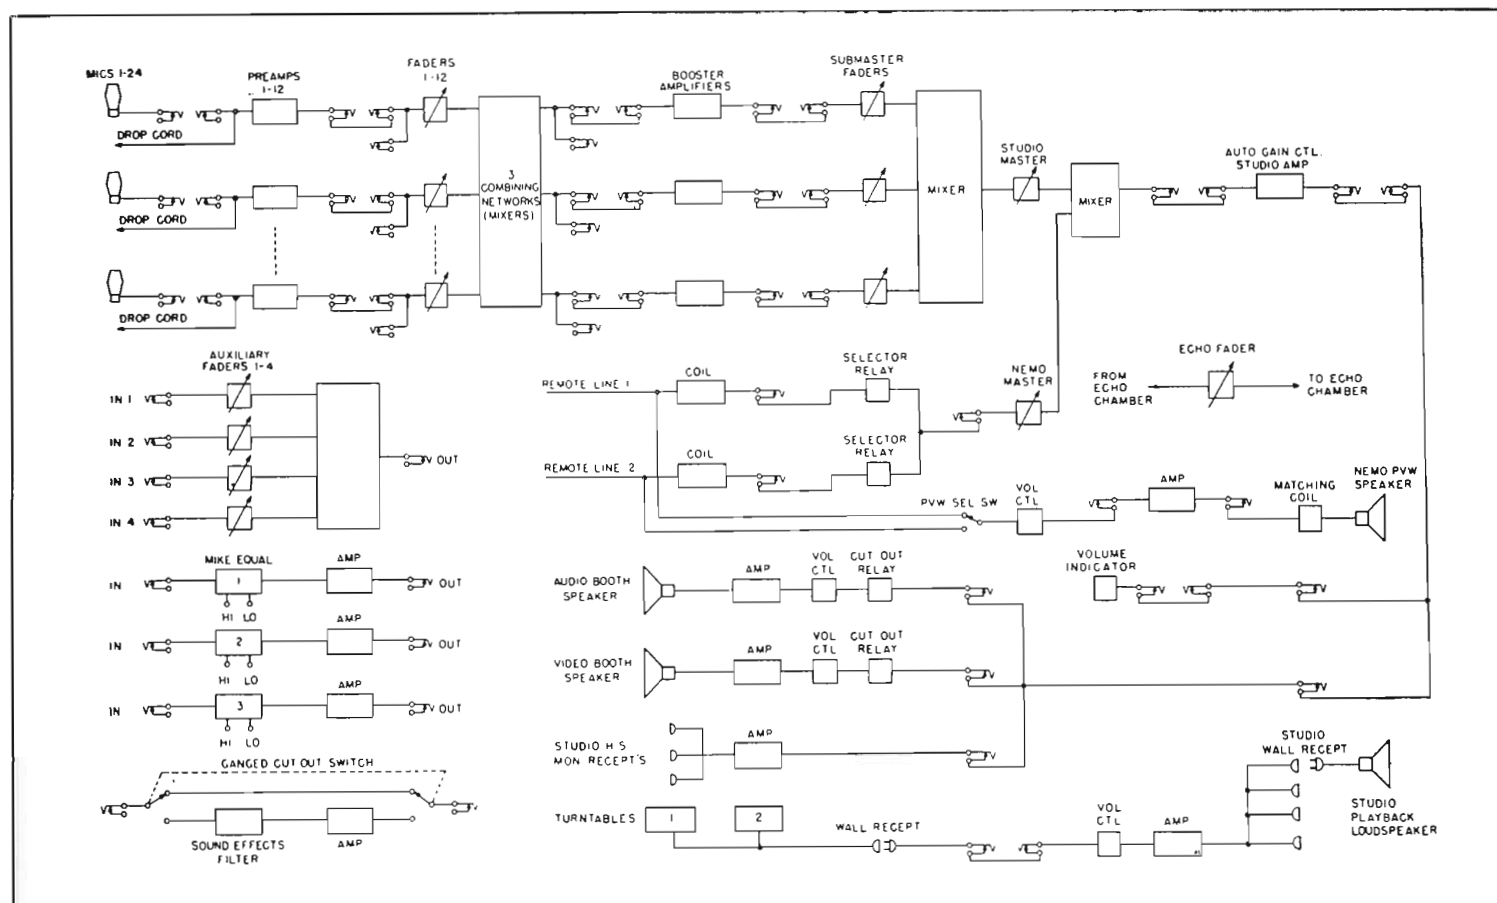 MICS 1-24
PREAMPS
1-12
FADERS
1-12
BOOSTER
AMPLIFIERS
SUBMASTER
FADERS
DROP CORD
DROP CORD
DROP CORD
3
COMBINING
NETWORKS
(MIXERS)
MIXER
STUDIO
MASTER
MIXER
AUTO GAIN CTL.
STUDIO AMP
AUXILIARY
FADERS 1-4
IN 1 V
IN 2 V
IN 3 V
IN 4 V
V OUT
REMOTE LINE 1
COIL
SELECTOR
RELAY
NEMO
MASTER
REMOTE LINE 2
COIL
SELECTOR
RELAY
ECHO FADER
FROM
ECHO
CHAMBER
TO ECHO
CHAMBER
PVW SEL SW
VOL
CTL
AMP
MATCHING
COIL
NEMO PVW
SPEAKER
MIKE EQUAL
AMP
IN V
1
HI LO
V OUT
AMP
IN V
2
HI LO
V OUT
AMP
IN V
3
HI LO
V OUT
GANGED CUT OUT SWITCH
V
V
SOUND EFFECTS
FILTER
AMP
AUDIO BOOTH
SPEAKER
AMP
VOL
CTL
CUT OUT
RELAY
VOLUME
INDICATOR
VIDEO BOOTH
SPEAKER
AMP
VOL
CTL
CUT OUT
RELAY
STUDIO H S
MON RECEPT'S
AMP
TURNTABLES
1
2
WALL RECEPT
VOL
CTL
AMP
STUDIO
WALL RECEPT
STUDIO
PLAYBACK
LOUDSPEAKER